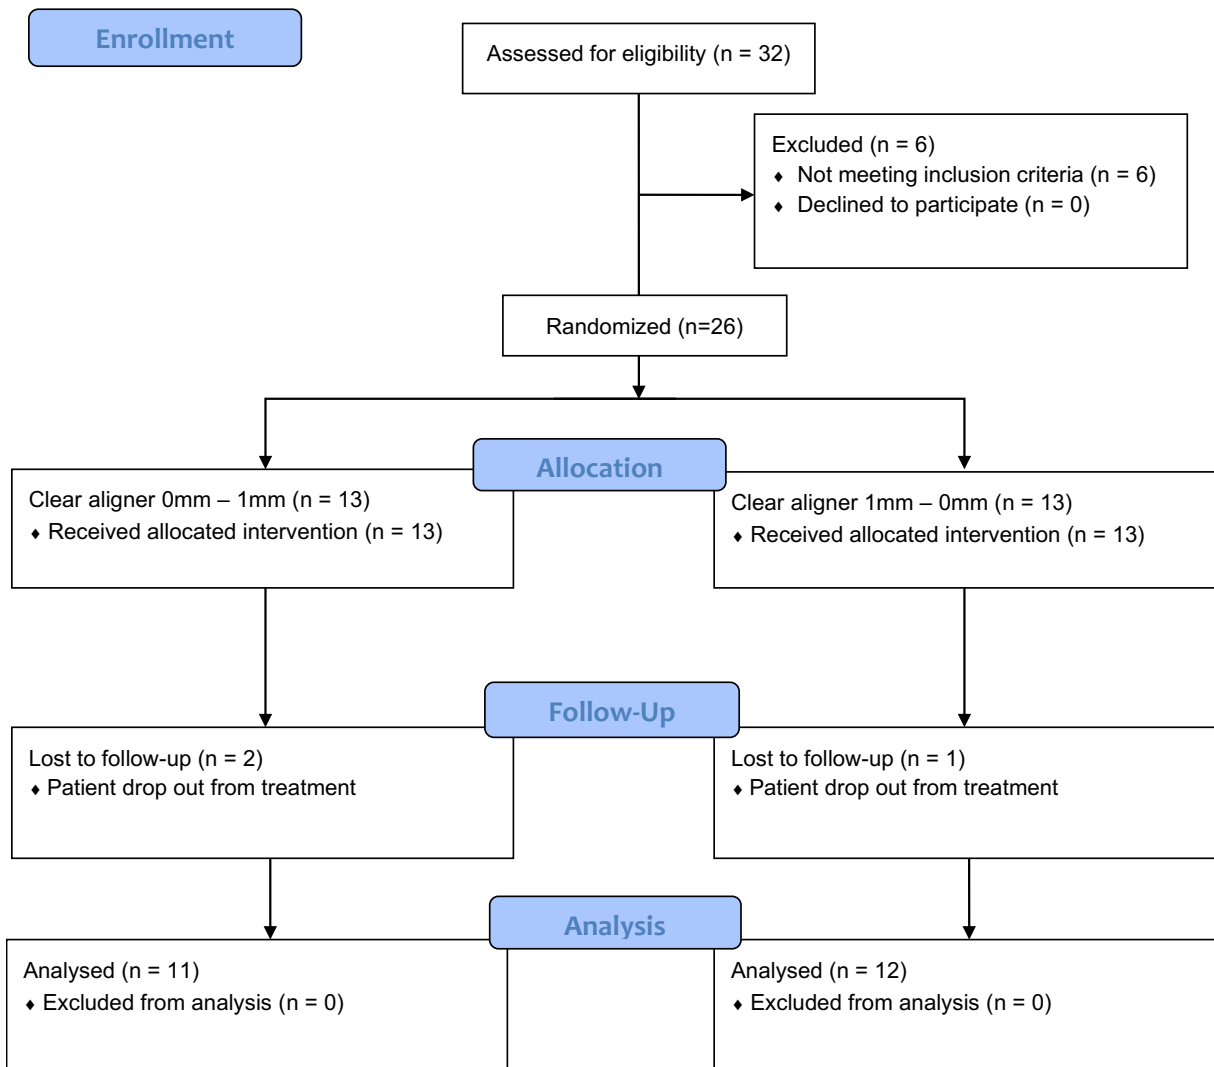 Enrollment
Assessed for eligibility (n = 32)
Excluded (n = 6)
♦ Not meeting inclusion criteria (n = 6)
♦ Declined to participate (n = 0)
Randomized (n=26)
Allocation
Clear aligner 0mm – 1mm (n = 13)
♦ Received allocated intervention (n = 13)
Clear aligner 1mm – 0mm (n = 13)
♦ Received allocated intervention (n = 13)
Follow-Up
Lost to follow-up (n = 2)
♦ Patient drop out from treatment
Lost to follow-up (n = 1)
♦ Patient drop out from treatment
Analysis
Analysed (n = 11)
♦ Excluded from analysis (n = 0)
Analysed (n = 12)
♦ Excluded from analysis (n = 0)